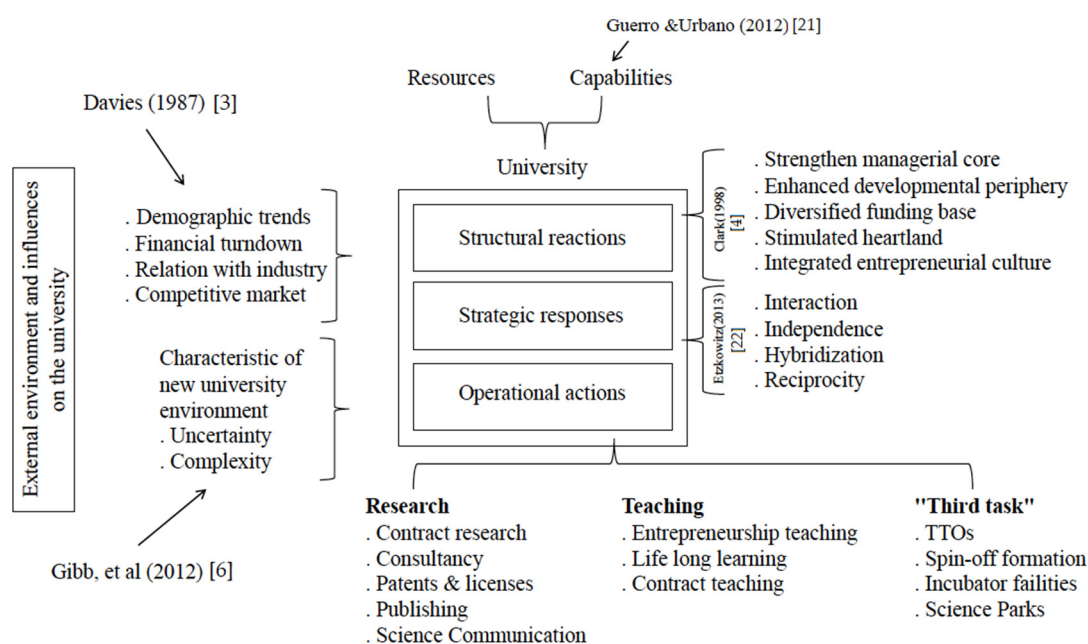 Guerro &Urbano (2012) [21]
Resources
Capabilities
Davies (1987) [3]
University
External environment and influences
on the university
. Demographic trends
. Financial turndown
. Relation with industry
. Competitive market
Characteristic of
new university
environment
. Uncertainty
. Complexity
Gibb, et al (2012) [6]
Structural reactions
Strategic responses
Operational actions
Clark(1998)
[4]
. Strengthen managerial core
. Enhanced developmental periphery
. Diversified funding base
. Stimulated heartland
. Integrated entrepreneurial culture
Etzkowitz(2013)
[22]
. Interaction
. Independence
. Hybridization
. Reciprocity
Research
. Contract research
. Consultancy
. Patents & licenses
. Publishing
. Science Communication
Teaching
. Entrepreneurship teaching
. Life long learning
. Contract teaching
"Third task"
. TTOs
. Spin-off formation
. Incubator failities
. Science Parks